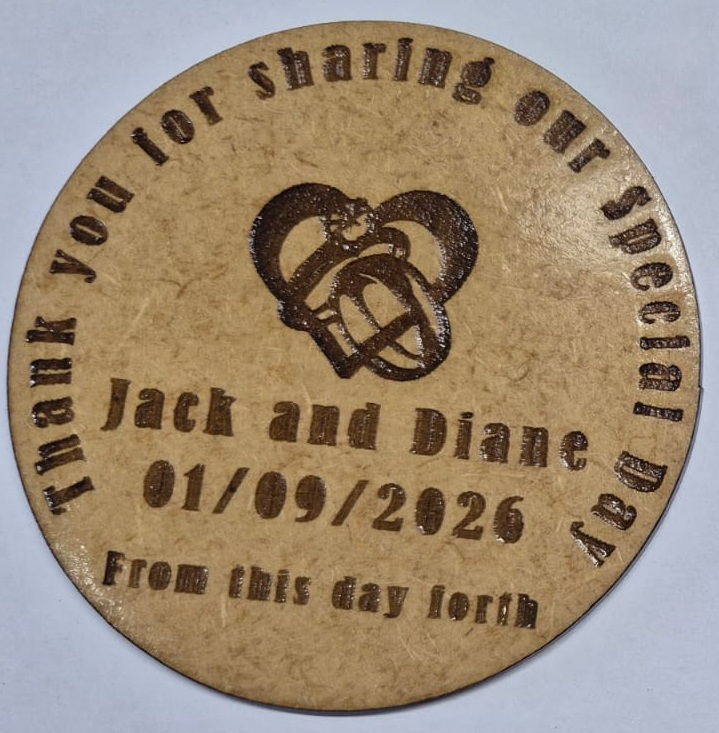 Thank you for sharing our Special Day
Jack and Diane
01/09/2026
From this day forth